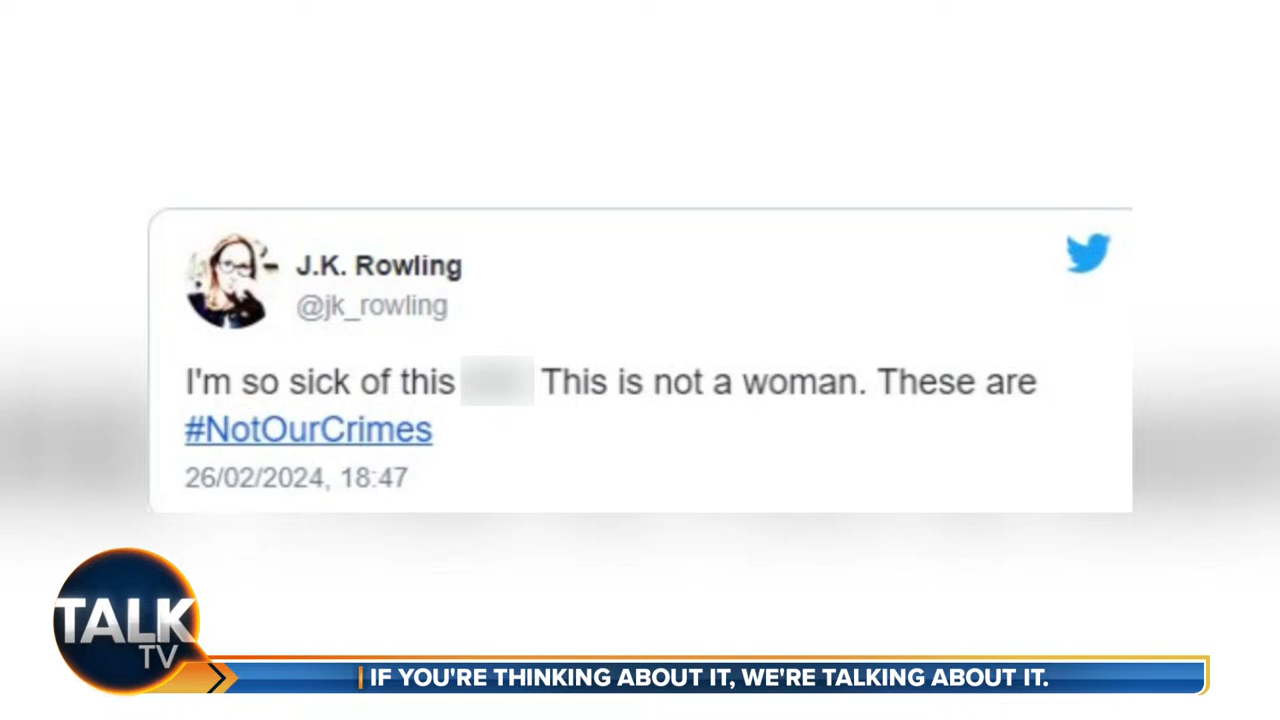 J.K. Rowling
@jk_rowling
I'm so sick of this This is not a woman. These are
#NotOurCrimes
26/02/2024, 18:47
TALK
TV
IF YOU'RE THINKING ABOUT IT, WE'RE TALKING ABOUT IT.